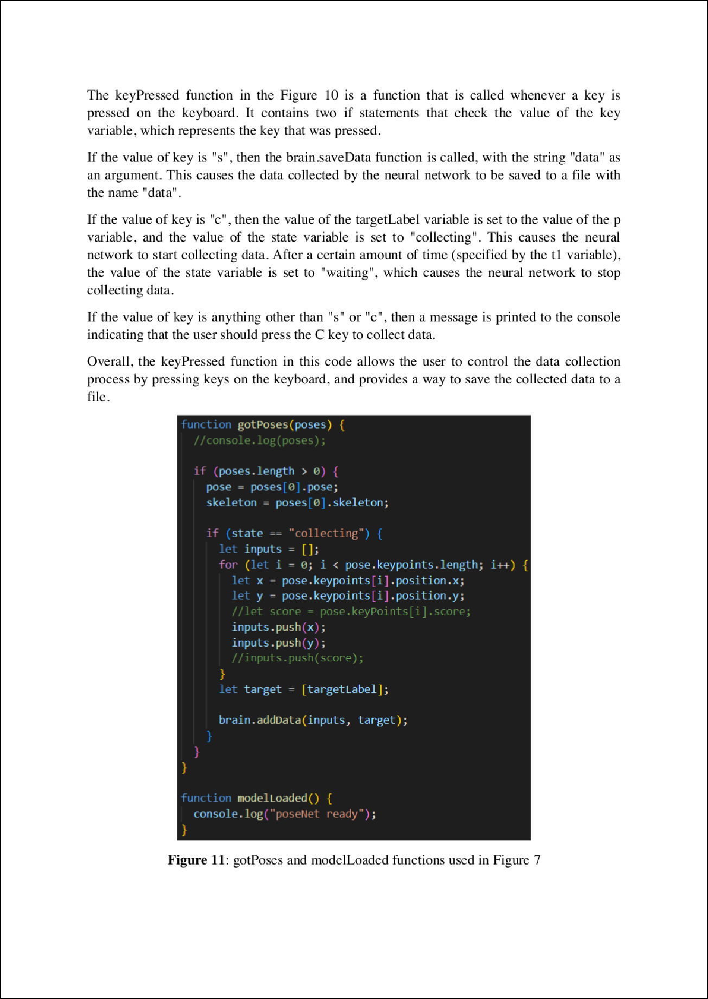 The keyPressed function in the Figure 10 is a function that is called whenever a key is
pressed on the keyboard. It contains two if statements that check the value of the key
variable, which represents the key that was pressed.
If the value of key is "s", then the brain.saveData function is called, with the string "data" as
an argument. This causes the data collected by the neural network to be saved to a file with
the name "data".
If the value of key is "c", then the value of the targetLabel variable is set to the value of the p
variable, and the value of the state variable is set to "collecting". This causes the neural
network to start collecting data. After a certain amount of time (specified by the t1 variable),
the value of the state variable is set to "waiting", which causes the neural network to stop
collecting data.
If the value of key is anything other than "s" or "c", then a message is printed to the console
indicating that the user should press the C key to collect data.
Overall, the keyPressed function in this code allows the user to control the data collection
process by pressing keys on the keyboard, and provides a way to save the collected data to a
file.
function gotPoses(poses) {
//console.log(poses);
if (poses.length > 0) {
pose = poses[0].pose;
skeleton = poses[0].skeleton;
if (state == "collecting") {
let inputs = [];
for (let i = 0; i < pose.keypoints.length; i++) {
let x = pose.keypoints[i].position.x;
let y = pose.keypoints[i].position.y;
//let score = pose.keyPoints[i].score;
inputs.push(x);
inputs.push(y);
//inputs.push(score);
}
let target = [targetLabel];
brain.addData(inputs, target);
}
}
}
function modelLoaded() {
console.log("poseNet ready");
}
Figure 11: gotPoses and modelLoaded functions used in Figure 7